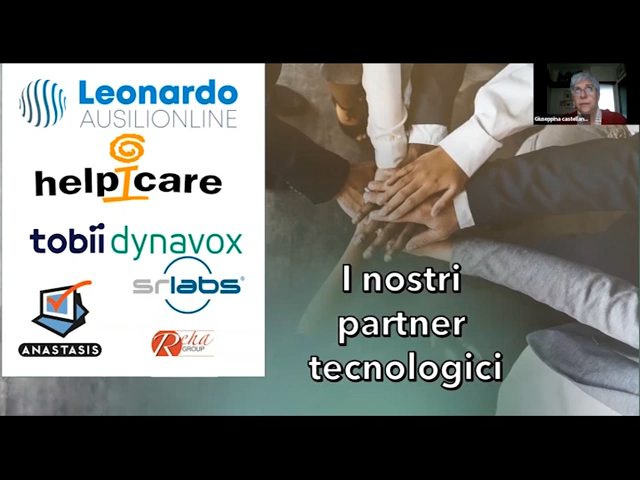 Leonardo
AUSILIONLINE
helpicare
tobii dynavox
srlabs®
ANASTASIS
Reha
GROUP
I nostri
partner
tecnologici